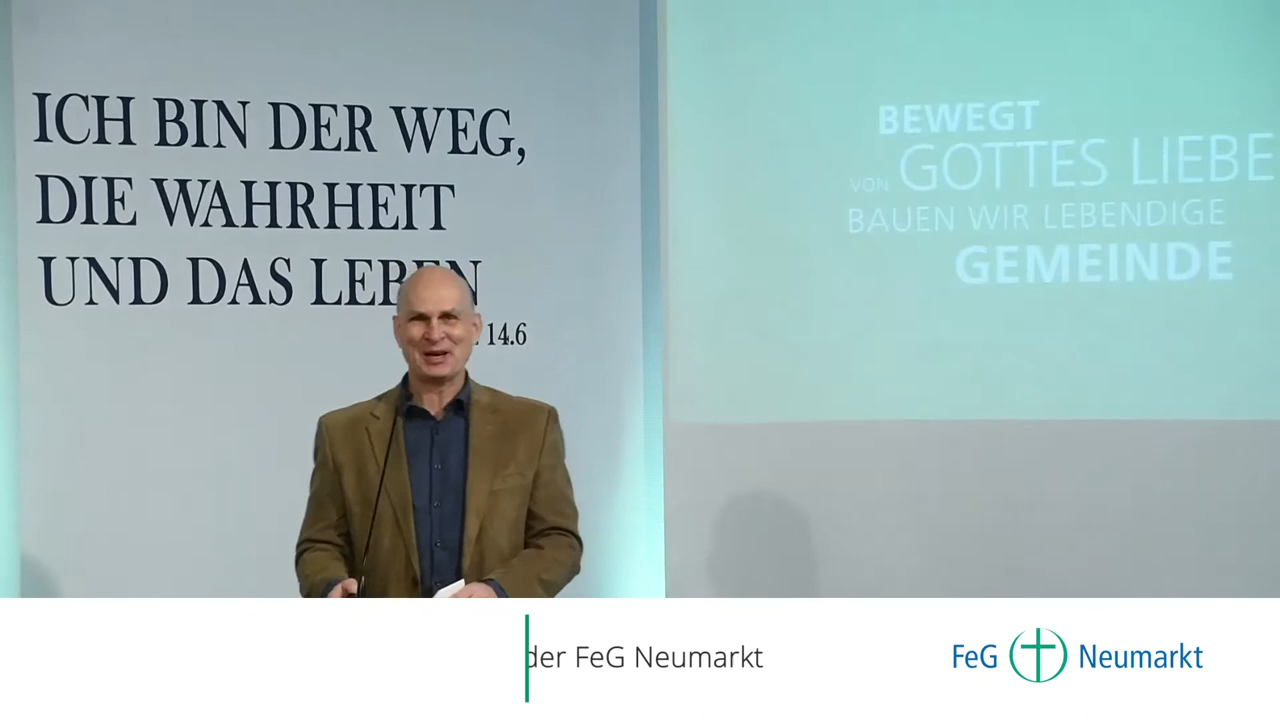 ICH BIN DER WEG,
DIE WAHRHEIT
UND DAS LEBEN
14.6
BEWEGT
VON GOTTES LIEBE
BAUEN WIR LEBENDIGE
GEMEINDE
der FeG Neumarkt
FeG Neumarkt